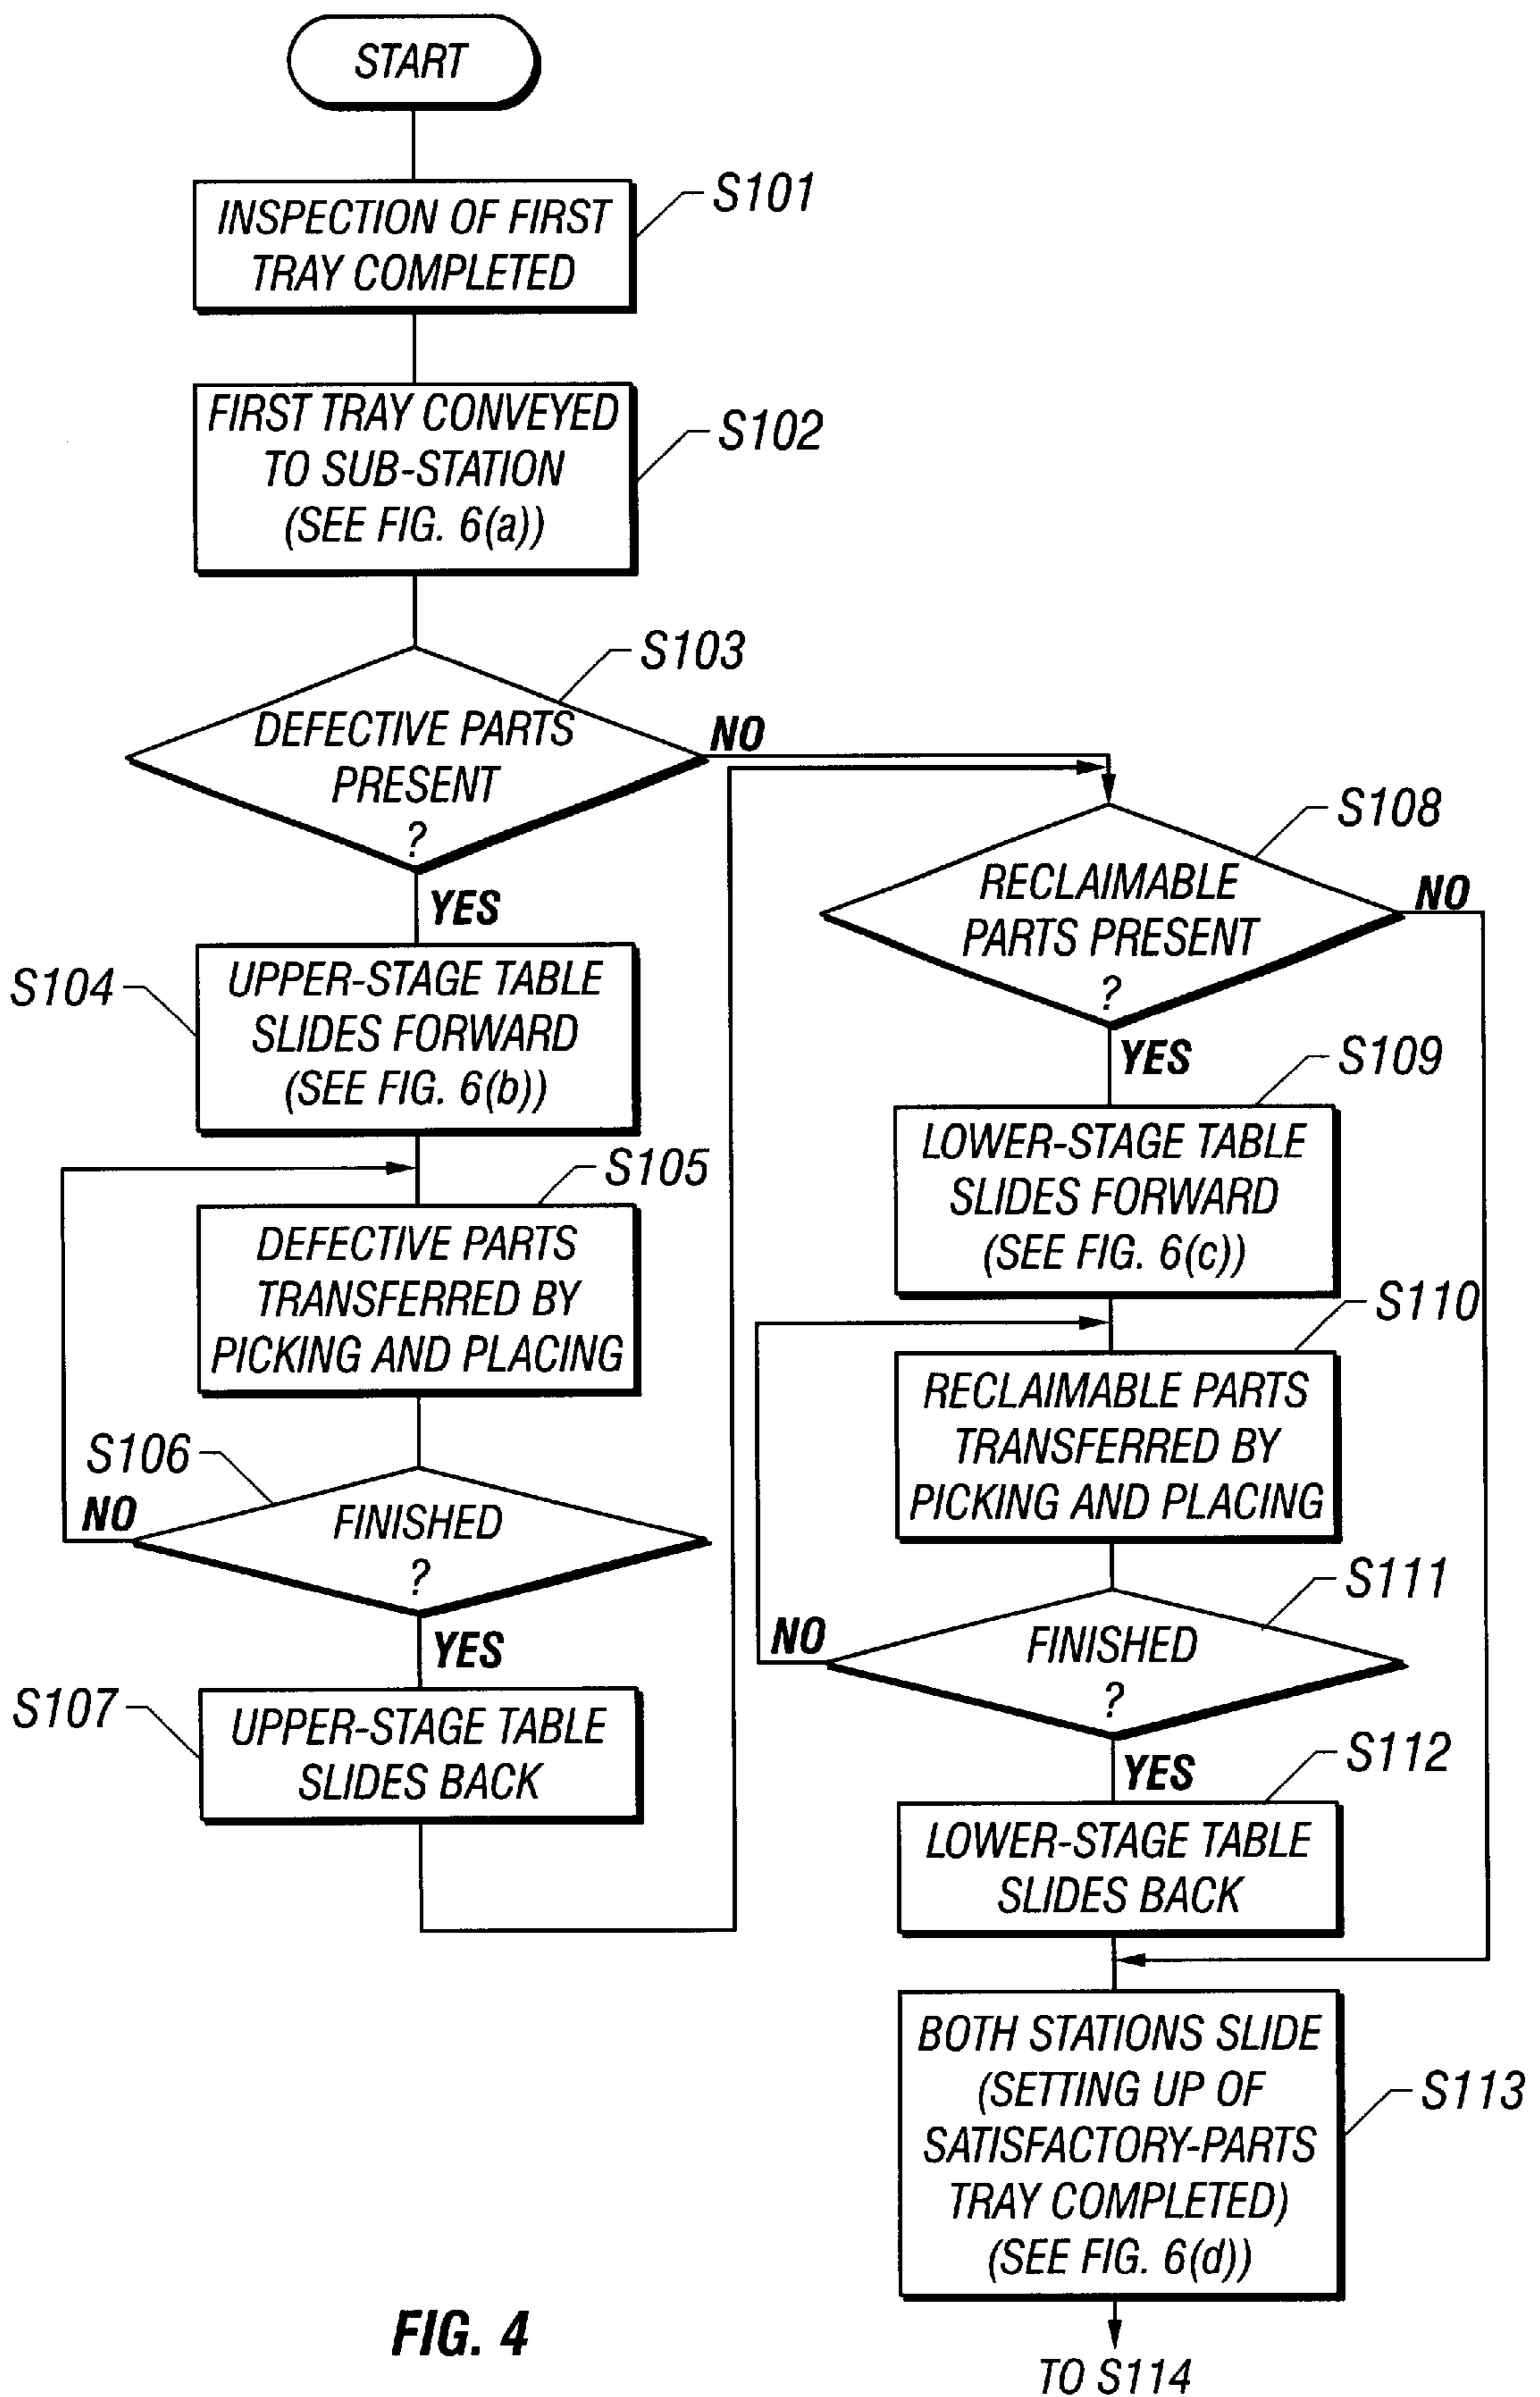 START
S101
INSPECTION OF FIRST
TRAY COMPLETED
S102
FIRST TRAY CONVEYED
TO SUB-STATION
(SEE FIG. 6(a))
S103
DEFECTIVE PARTS
PRESENT
?
NO
YES
S104
UPPER-STAGE TABLE
SLIDES FORWARD
(SEE FIG. 6(b))
S105
DEFECTIVE PARTS
TRANSFERRED BY
PICKING AND PLACING
S106
NO
FINISHED
?
YES
S107
UPPER-STAGE TABLE
SLIDES BACK
S108
RECLAIMABLE
PARTS PRESENT
?
NO
YES
S109
LOWER-STAGE TABLE
SLIDES FORWARD
(SEE FIG. 6(c))
S110
RECLAIMABLE PARTS
TRANSFERRED BY
PICKING AND PLACING
S111
NO
FINISHED
?
YES
S112
LOWER-STAGE TABLE
SLIDES BACK
S113
BOTH STATIONS SLIDE
(SETTING UP OF
SATISFACTORY-PARTS
TRAY COMPLETED)
(SEE FIG. 6(d))
TO S114
FIG. 4